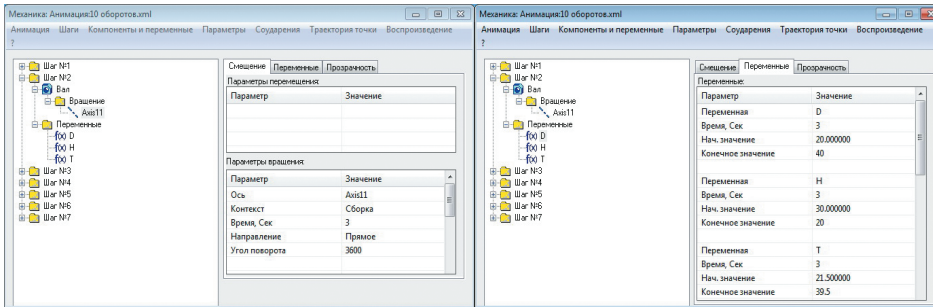 Механика: Анимация:10 оборотов.xml
Анимация Шаги Компоненты и переменные Параметры Соударения Траектория точки Воспроизведение
?
Шаг №1
Шаг №2
Вал
Вращение
Axis11
Переменные
f(x) D
f(x) H
f(x) T
Шаг №3
Шаг №4
Шаг №5
Шаг №6
Шаг №7
Смещение Переменные Прозрачность
Параметры перемещения:
Параметр Значение
Параметры вращения:
Параметр Значение
Ось Axis11
Контекст Сборка
Время, Сек 3
Направление Прямое
Угол поворота 3600
Механика: Анимация:10 оборотов.xml
Анимация Шаги Компоненты и переменные Параметры Соударения Траектория точки Воспроизведение
?
Шаг №1
Шаг №2
Вал
Вращение
Axis11
Переменные
f(x) D
f(x) H
f(x) T
Шаг №3
Шаг №4
Шаг №5
Шаг №6
Шаг №7
Смещение Переменные Прозрачность
Переменные:
Параметр Значение
Переменная D
Время, Сек 3
Нач. значение 20.000000
Конечное значение 40
Переменная H
Время, Сек 3
Нач. значение 30.000000
Конечное значение 20
Переменная T
Время, Сек 3
Нач. значение 21.500000
Конечное значение 39.5